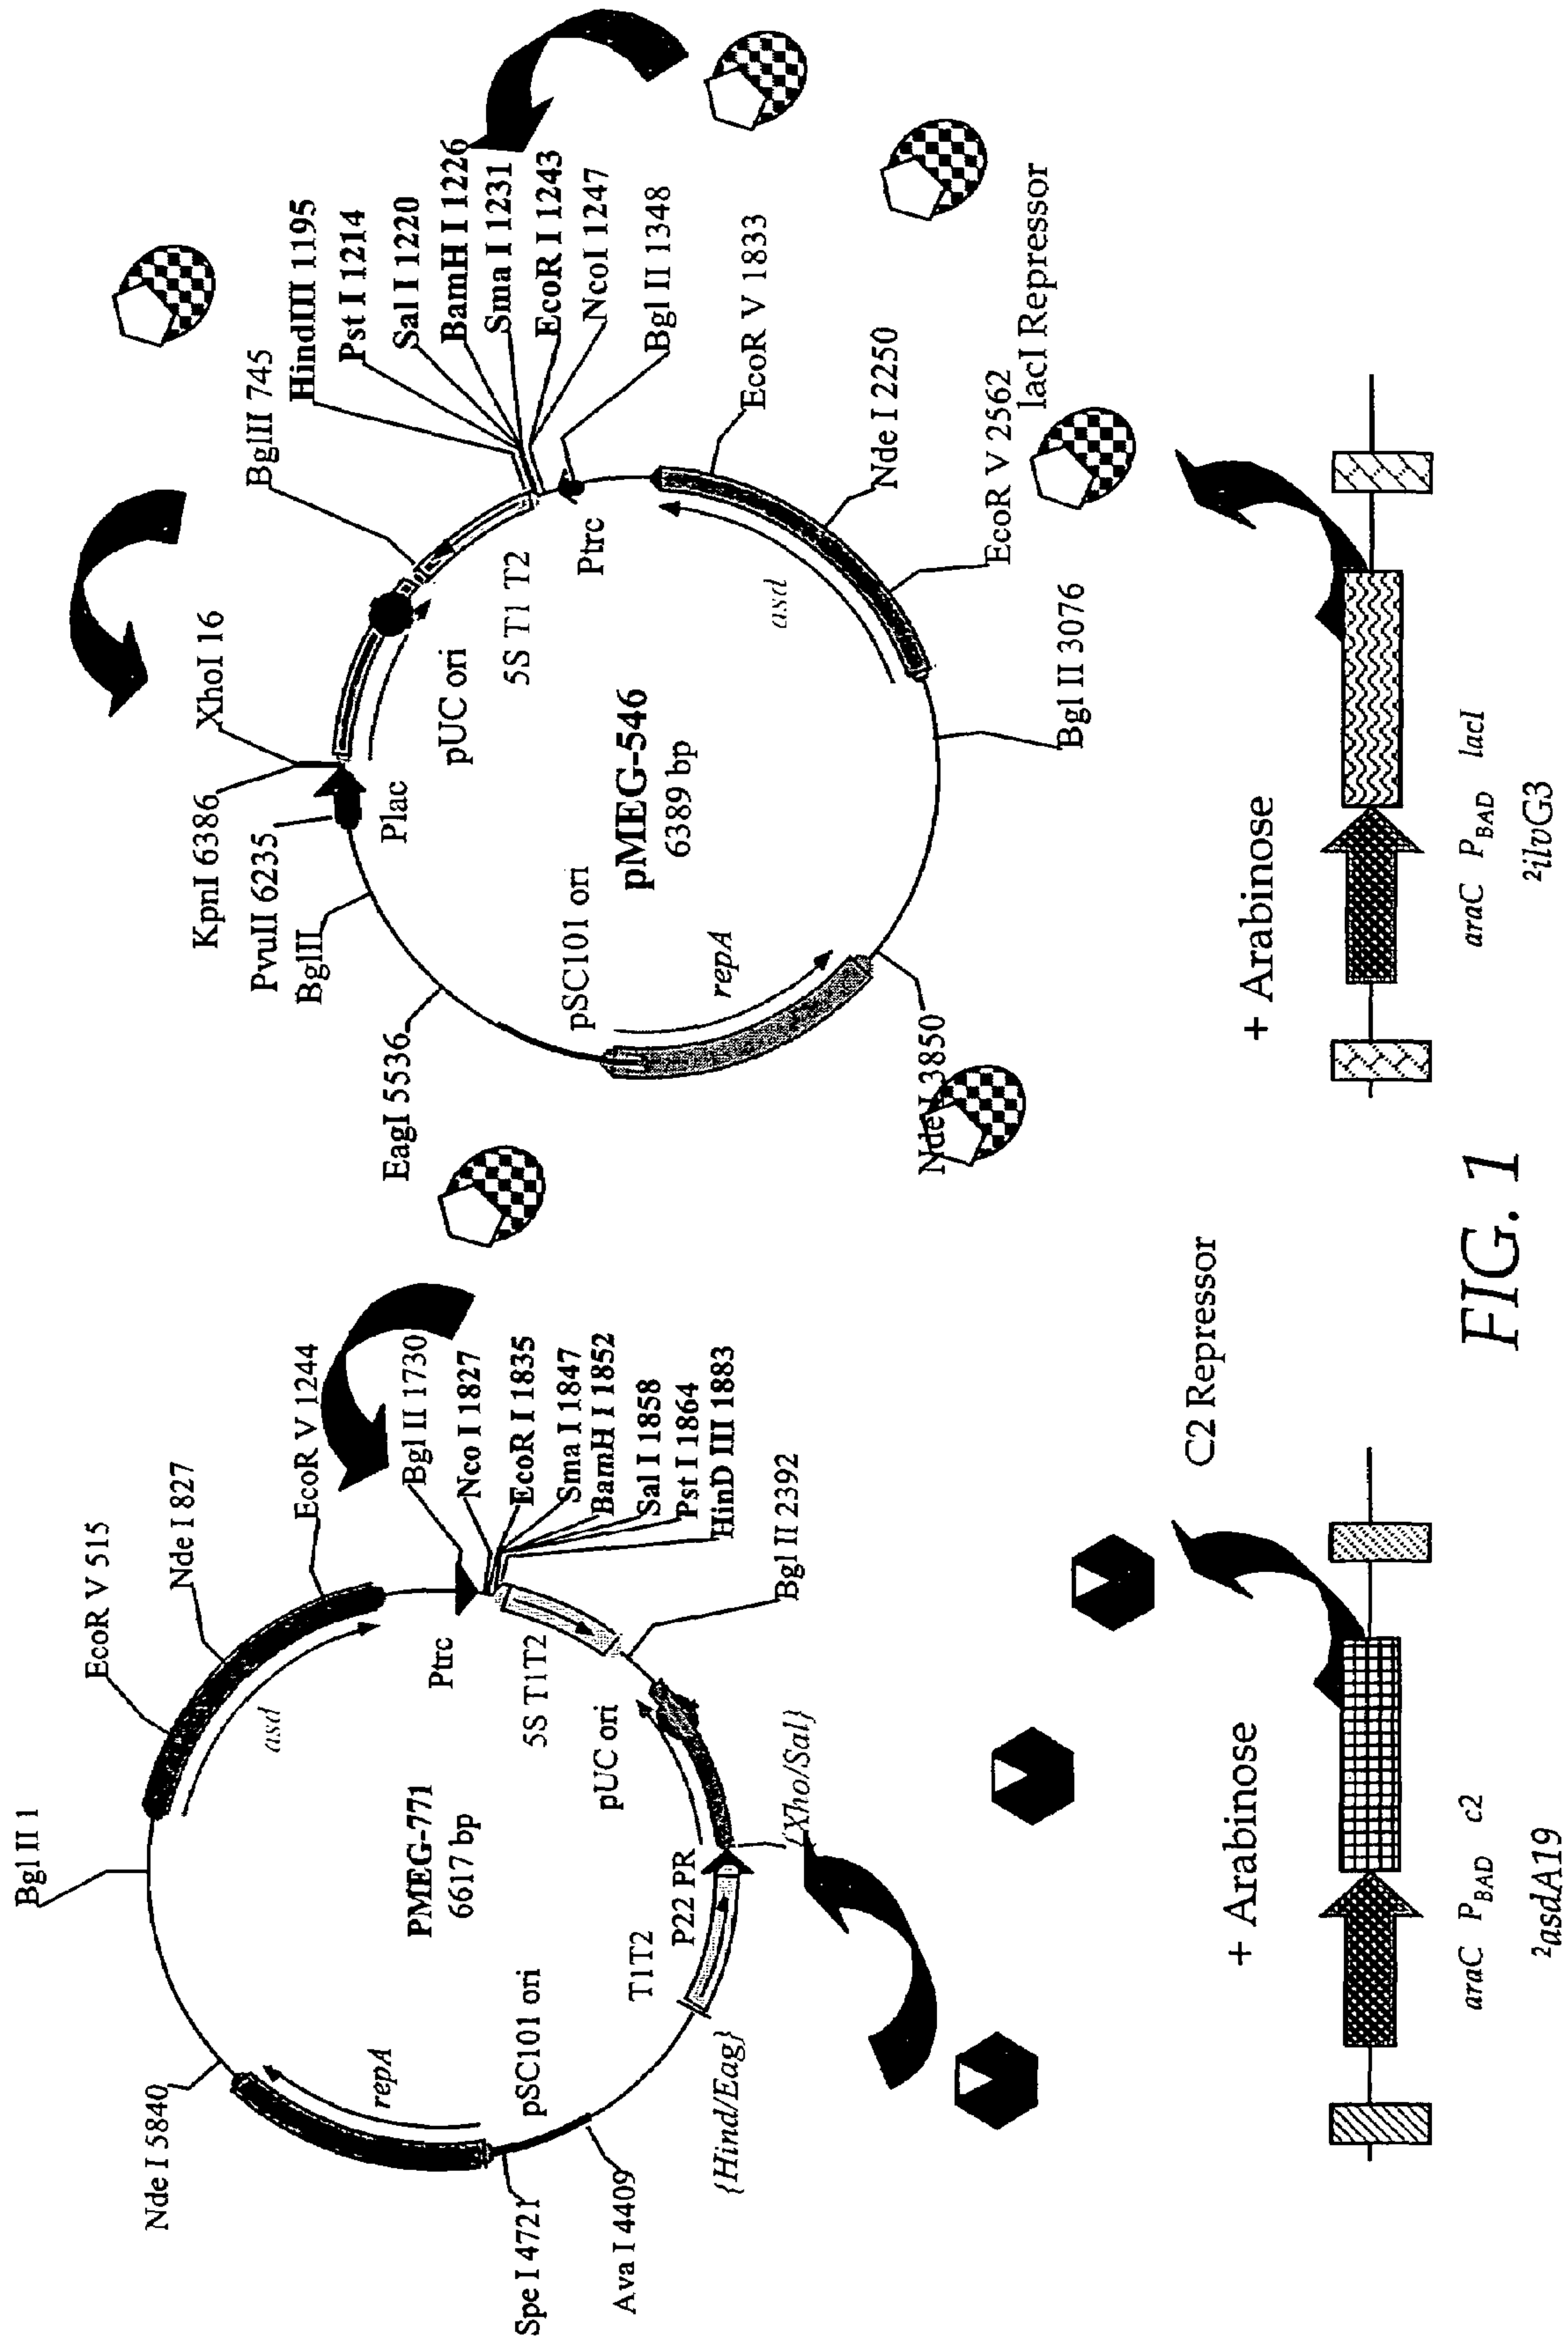 Bgl II 1
EcoR V 515
Nde I 827
EcoR V 1244
Bgl II 1730
Nco I 1827
EcoR I 1835
Sma I 1847
BamH I 1852
Sal I 1858
Pst I 1864
HinD III 1883
Bgl II 2392
{Xho/Sal}
{Hind/Eag}
Ava I 4409
Spe I 4721
Nde I 5840
asd
Ptrc
5S T1T2
pUC ori
P22 PR
T1T2
pSC101 ori
repA
PMEG-771
6617 bp
C2 Repressor
+ Arabinose
araC PBAD c2
²asdA19
KpnI 6386
XhoI 16
PvuII 6235
BglII
EagI 5536
BglII 745
HindIII 1195
Pst I 1214
Sal I 1220
BamH I 1226
Sma I 1231
EcoR I 1243
NcoI 1247
Bgl II 1348
EcoR V 1833
Nde I 2250
EcoR V 2562
Bgl II 3076
Nde I 3850
Plac
pUC ori
5S T1 T2
Ptrc
asd
pSC101 ori
repA
pMEG-546
6389 bp
lacI Repressor
+ Arabinose
araC PBAD lacI
²ilvG3
FIG. 1